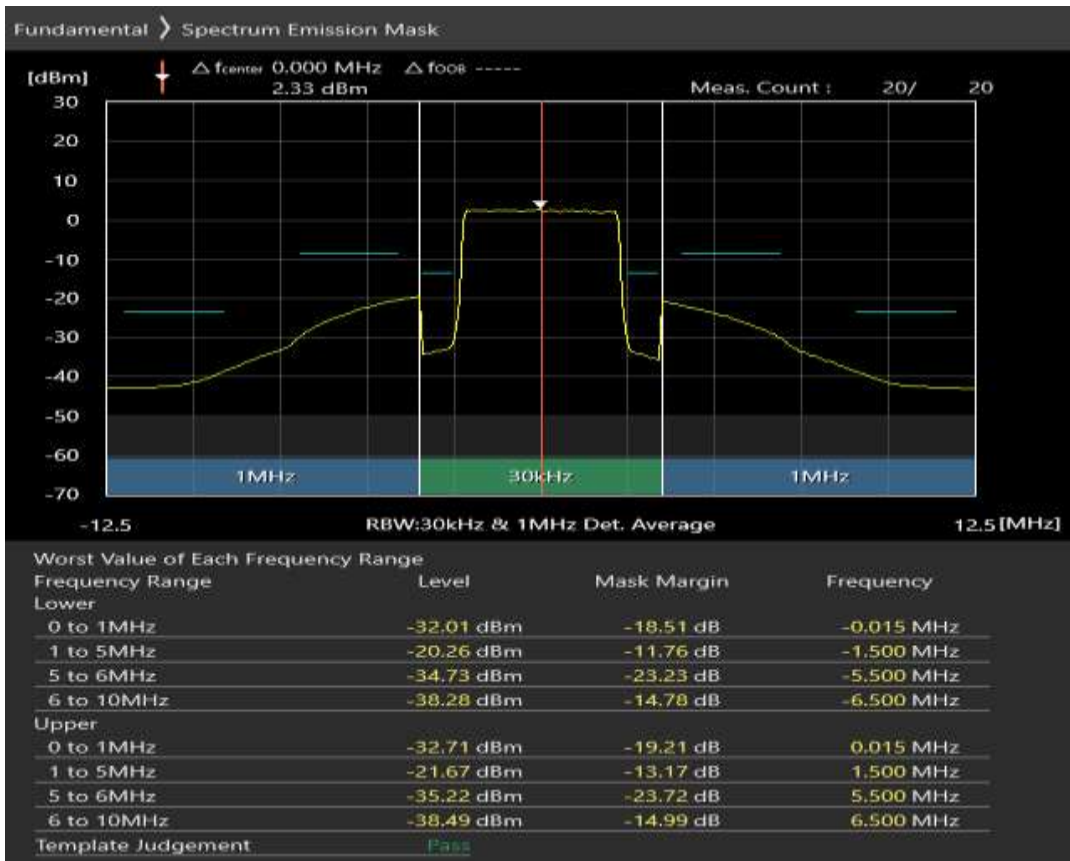 Fundamental ❭ Spectrum Emission Mask
[dBm] △ fcenter 0.000 MHz △ fOOB -----
2.33 dBm Meas. Count : 20/ 20
30
20
10
0
-10
-20
-30
-40
-50
-60
1MHz 30kHz 1MHz
-70
-12.5 RBW:30kHz & 1MHz Det. Average 12.5 [MHz]
Worst Value of Each Frequency Range
Frequency Range Level Mask Margin Frequency
Lower
0 to 1MHz -32.01 dBm -18.51 dB -0.015 MHz
1 to 5MHz -20.26 dBm -11.76 dB -1.500 MHz
5 to 6MHz -34.73 dBm -23.23 dB -5.500 MHz
6 to 10MHz -38.28 dBm -14.78 dB -6.500 MHz
Upper
0 to 1MHz -32.71 dBm -19.21 dB 0.015 MHz
1 to 5MHz -21.67 dBm -13.17 dB 1.500 MHz
5 to 6MHz -35.22 dBm -23.72 dB 5.500 MHz
6 to 10MHz -38.49 dBm -14.99 dB 6.500 MHz
Template Judgement Pass